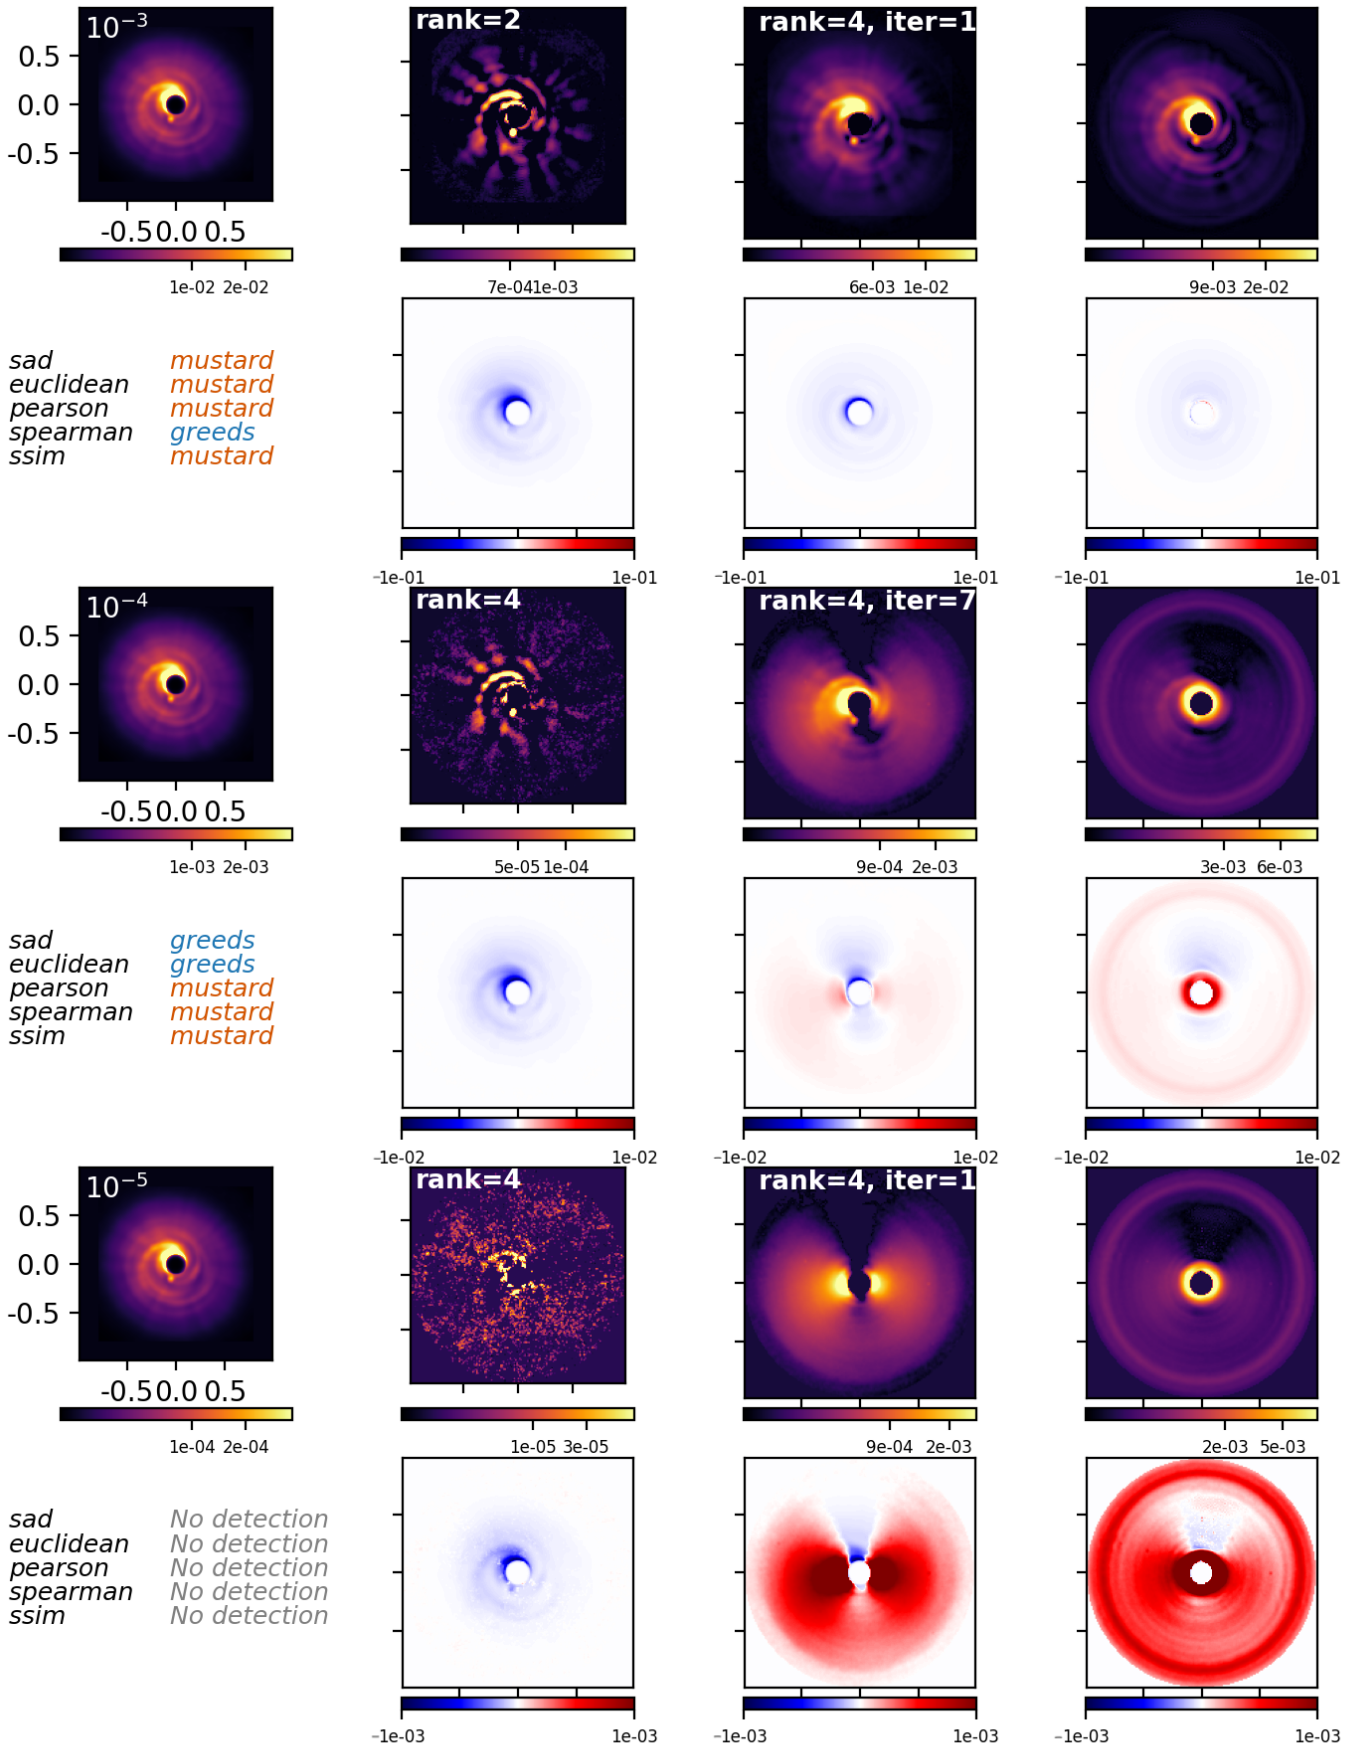 10⁻³ rank=2 rank=4, iter=1
0.5
0.0
-0.5
-0.5 0.0 0.5
1e-02 2e-02 7e-04 1e-03 6e-03 1e-02 9e-03 2e-02
sad mustard
euclidean mustard
pearson mustard
spearman greeds
ssim mustard
-1e-01 1e-01 -1e-01 1e-01 -1e-01 1e-01
10⁻⁴ rank=4 rank=4, iter=7
0.5
0.0
-0.5
-0.5 0.0 0.5
1e-03 2e-03 5e-05 1e-04 9e-04 2e-03 3e-03 6e-03
sad greeds
euclidean greeds
pearson mustard
spearman mustard
ssim mustard
-1e-02 1e-02 -1e-02 1e-02 -1e-02 1e-02
10⁻⁵ rank=4 rank=4, iter=1
0.5
0.0
-0.5
-0.5 0.0 0.5
1e-04 2e-04 1e-05 3e-05 9e-04 2e-03 2e-03 5e-03
sad No detection
euclidean No detection
pearson No detection
spearman No detection
ssim No detection
-1e-03 1e-03 -1e-03 1e-03 -1e-03 1e-03